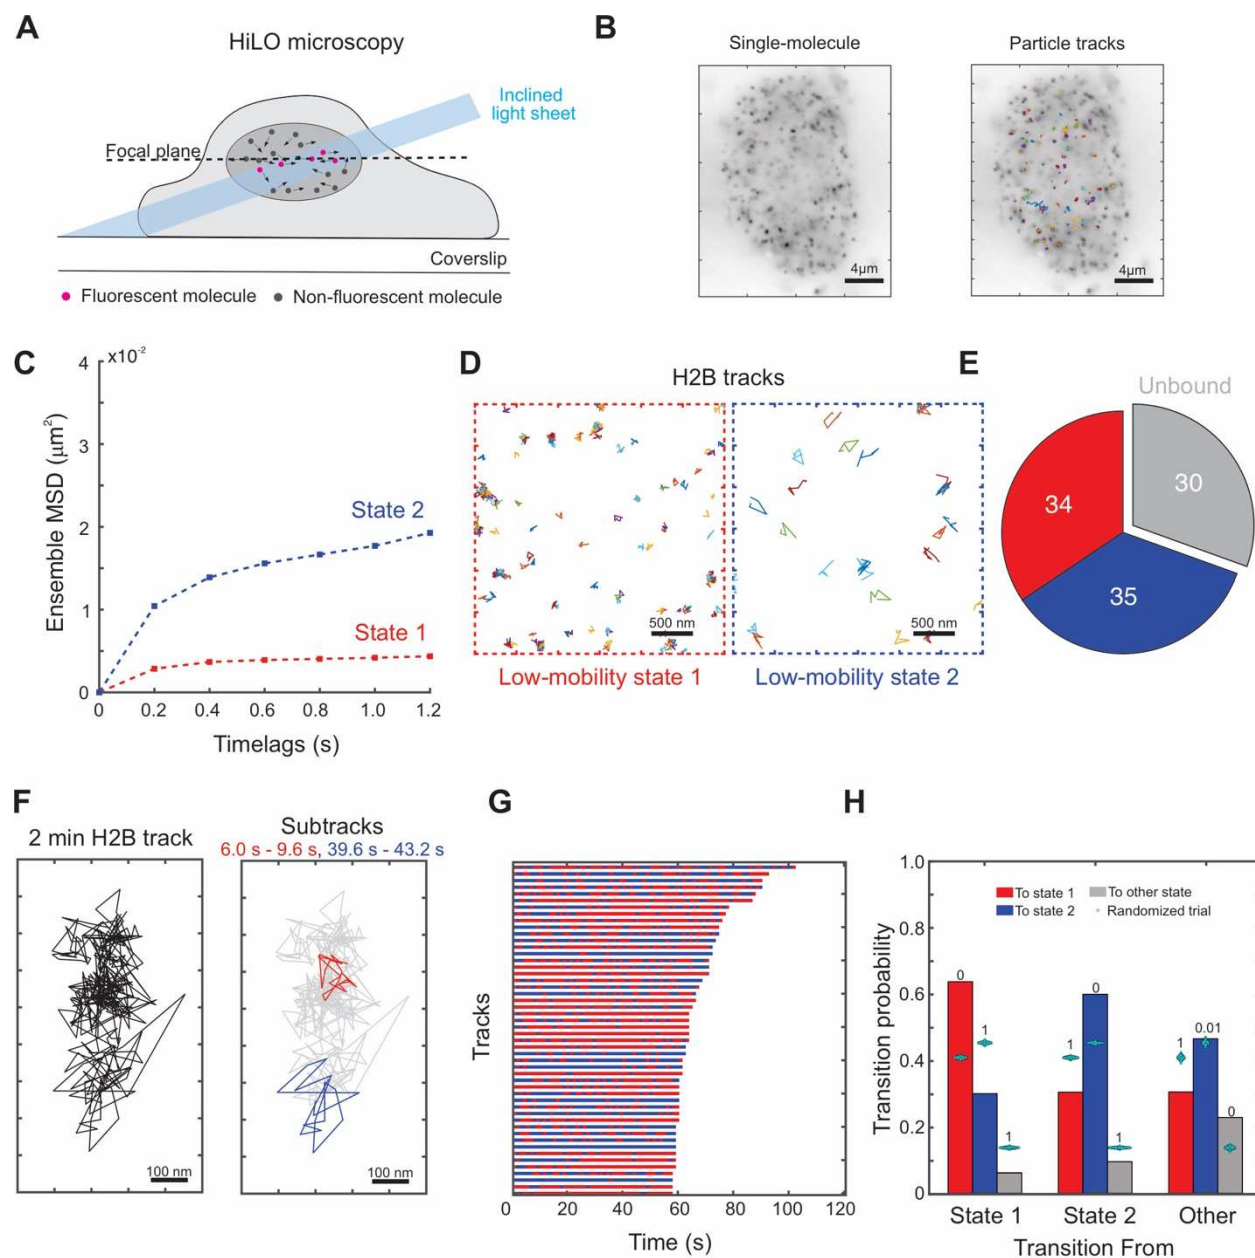 A
HiLO microscopy
Inclined
light sheet
Focal plane
Coverslip
Fluorescent molecule
Non-fluorescent molecule
B
Single-molecule
Particle tracks
4μm
4μm
C
x10-2
4
3
2
1
0
Ensemble MSD (μm2)
State 2
State 1
0
0.2
0.4
0.6
0.8
1.0
1.2
Timelags (s)
D
H2B tracks
500 nm
500 nm
Low-mobility state 1
Low-mobility state 2
E
Unbound
34
30
35
F
2 min H2B track
Subtracks
6.0 s - 9.6 s, 39.6 s - 43.2 s
100 nm
100 nm
G
Tracks
0
20
40
60
80
100
120
Time (s)
H
1.0
0.8
0.6
0.4
0.2
0
Transition probability
To state 1
To other state
To state 2
Randomized trial
0
1
1
1
0
1
1
0.01
0
State 1
State 2
Other
Transition From